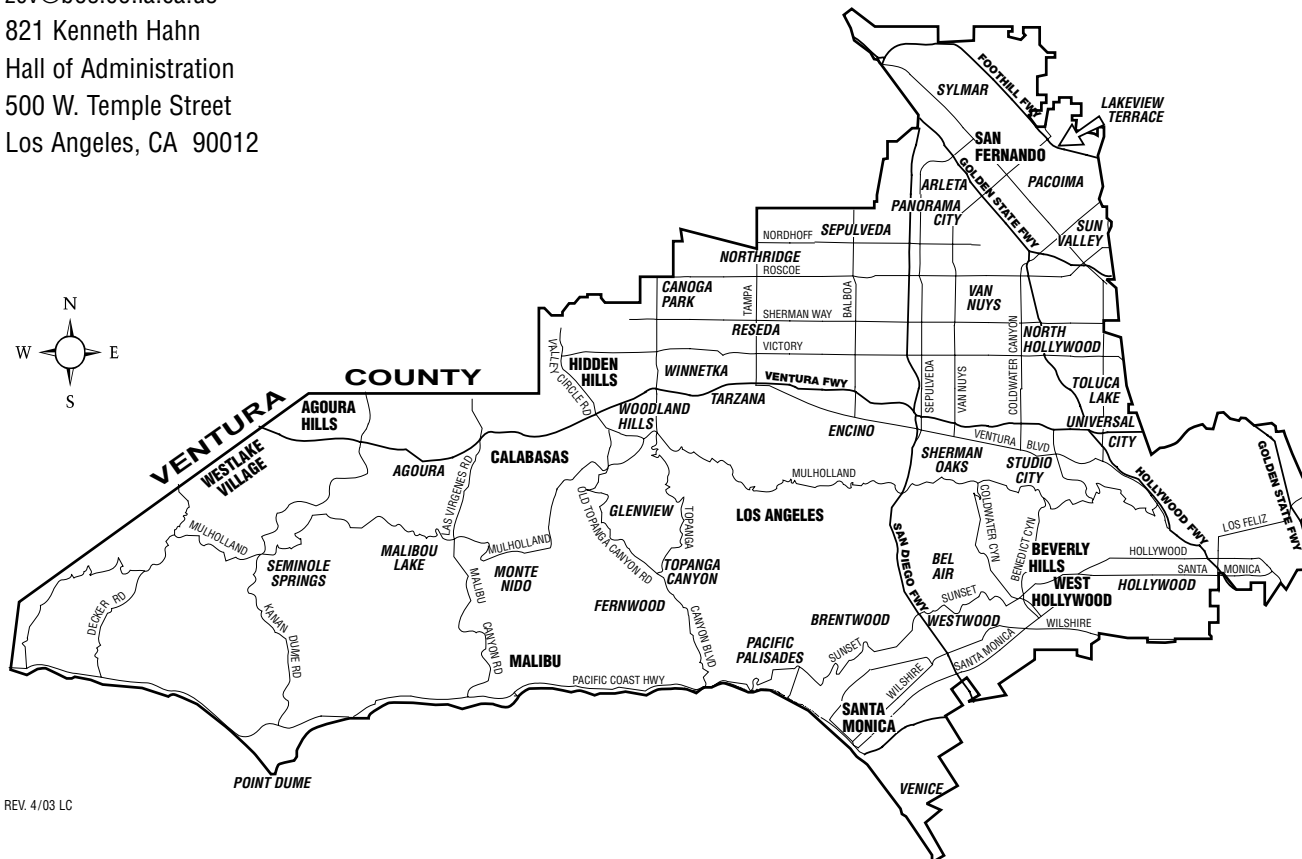 821 Kenneth Hahn
Hall of Administration
500 W. Temple Street
Los Angeles, CA 90012
FOOTHILL FWY
SYLMAR
LAKEVIEW
TERRACE
SAN
FERNANDO
GOLDEN STATE FWY
ARLETA
PACOIMA
PANORAMA
CITY
SUN
VALLEY
NORDHOFF
SEPULVEDA
NORTHRIDGE
ROSCOE
CANOGA
PARK
TAMPA
BALBOA
VAN
NUYS
SHERMAN WAY
RESEDA
COLDWATER CANYON
NORTH
HOLLYWOOD
VICTORY
N
W
E
S
VALLEY CIRCLE RD
HIDDEN
HILLS
WINNETKA
VENTURA FWY
SEPULVEDA
VAN NUYS
TOLUCA
LAKE
VENTURA COUNTY
AGOURA
HILLS
WOODLAND
HILLS
TARZANA
UNIVERSAL
CITY
ENCINO
VENTURA BLVD
WESTLAKE
VILLAGE
AGOURA
LAS VIRGENES RD
CALABASAS
SHERMAN
OAKS
STUDIO
CITY
MULHOLLAND
HOLLYWOOD FWY
GOLDEN STATE FWY
OLD TOPANGA CANYON RD
GLENVIEW
TOPANGA
LOS ANGELES
COLDWATER CYN
BENEDICT CYN
SAN DIEGO FWY
LOS FELIZ
MULHOLLAND
SEMINOLE
SPRINGS
MALIBOU
LAKE
MULHOLLAND
MONTE
NIDO
TOPANGA
CANYON
BEL
AIR
BEVERLY
HILLS
HOLLYWOOD
SANTA MONICA
WEST
HOLLYWOOD
HOLLYWOOD
DECKER RD
KANAN DUME RD
MALIBU CANYON RD
FERNWOOD
CANYON BLVD
SUNSET
BRENTWOOD
WESTWOOD
WILSHIRE
PACIFIC
PALISADES
SUNSET
SANTA MONICA
WILSHIRE
MALIBU
PACIFIC COAST HWY
SANTA
MONICA
POINT DUME
VENICE
REV. 4/03 LC